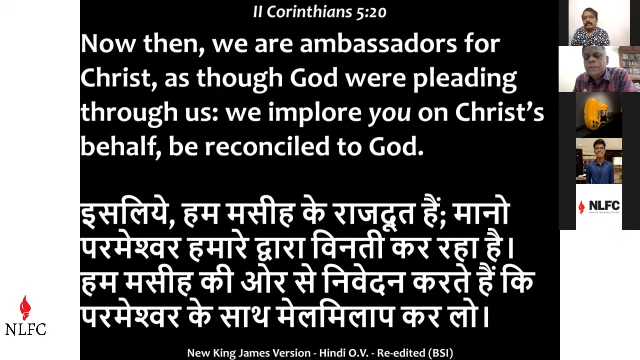 II Corinthians 5:20
Now then, we are ambassadors for
Christ, as though God were pleading
through us: we implore you on Christ's
behalf, be reconciled to God.
इसलिये, हम मसीह के राजदूत हैं; मानो
परमेश्वर हमारे द्वारा विनती कर रहा है।
हम मसीह की ओर से निवेदन करते हैं कि
परमेश्वर के साथ मेलमिलाप कर लो।
New King James Version - Hindi O.V. - Re-edited (BSI)
NLFC
NLFC